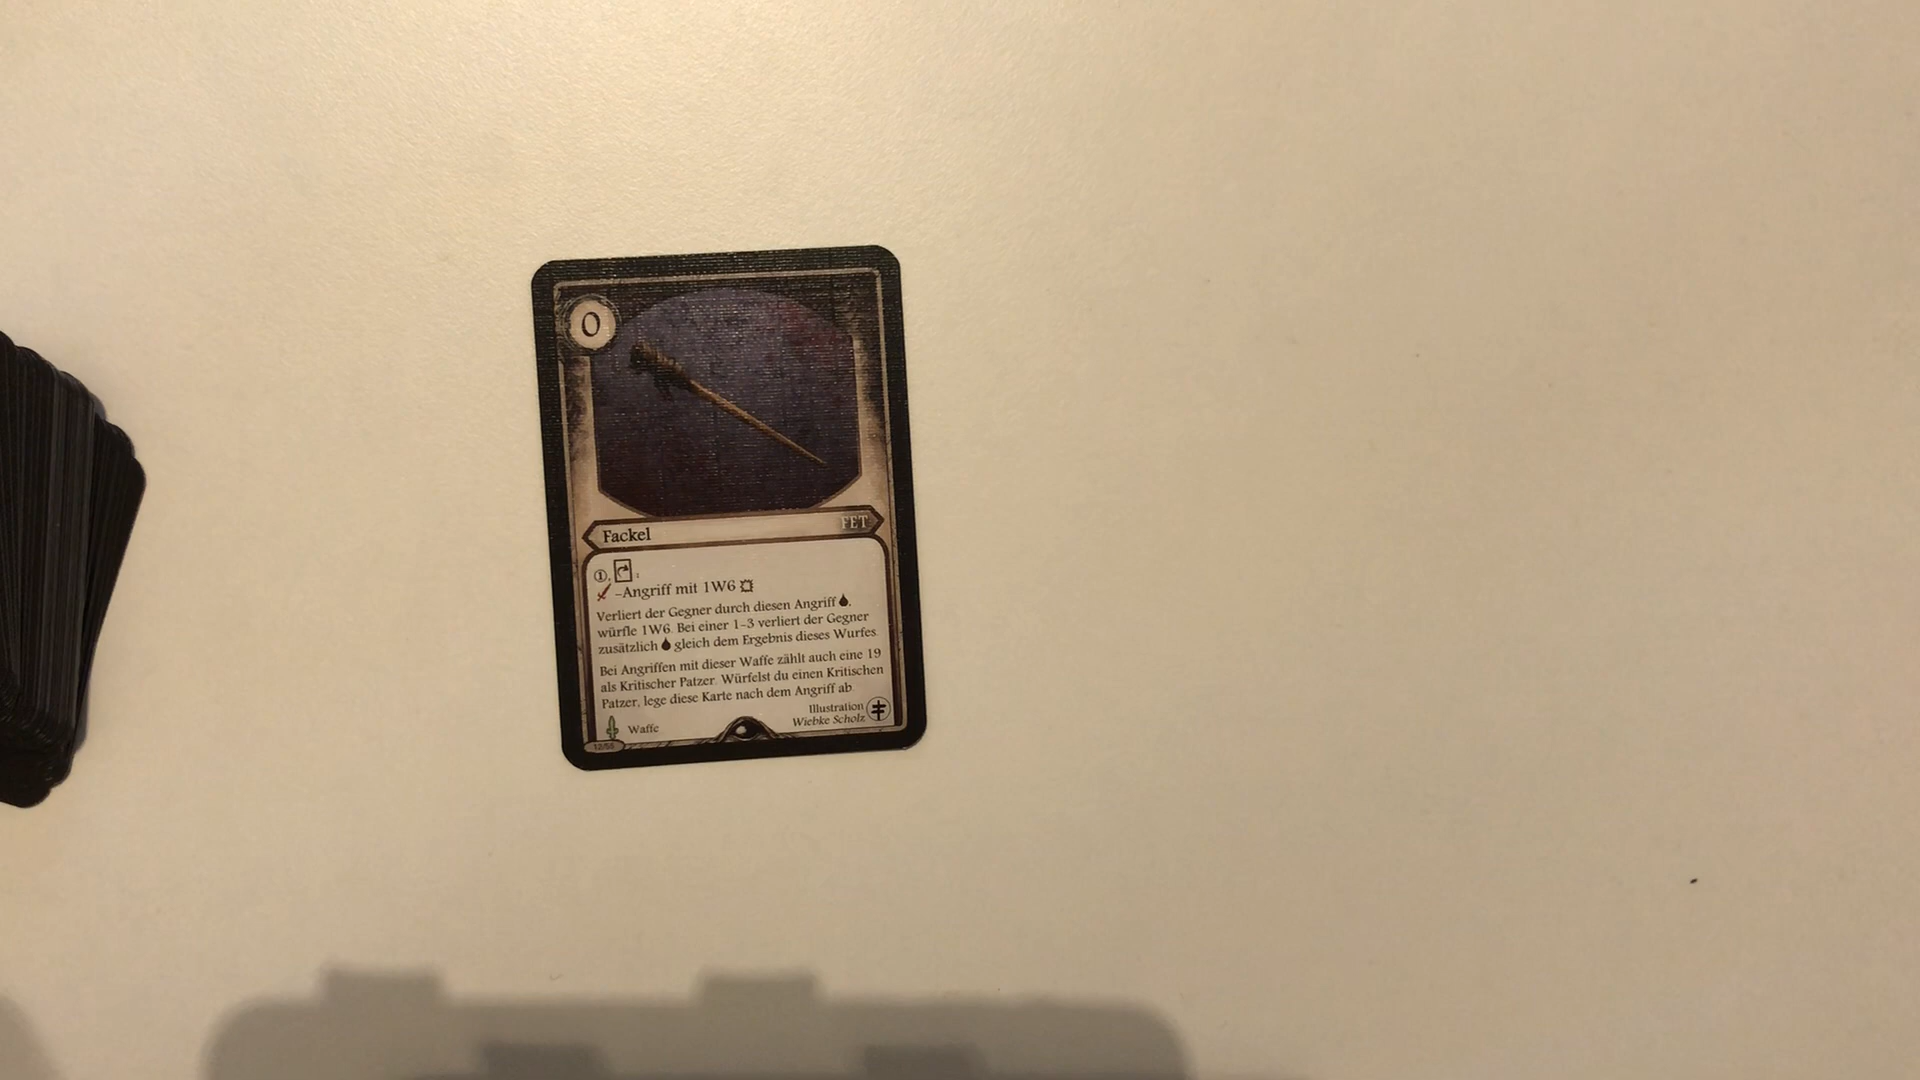 0
Fackel FET
①, :
-Angriff mit 1W6
Verliert der Gegner durch diesen Angriff ,
würfle 1W6. Bei einer 1-3 verliert der Gegner
zusätzlich gleich dem Ergebnis dieses Wurfes.
Bei Angriffen mit dieser Waffe zählt auch eine 19
als Kritischer Patzer. Würfelst du einen Kritischen
Patzer, lege diese Karte nach dem Angriff ab.
Illustration
Waffe Wiebke Scholz
12/55